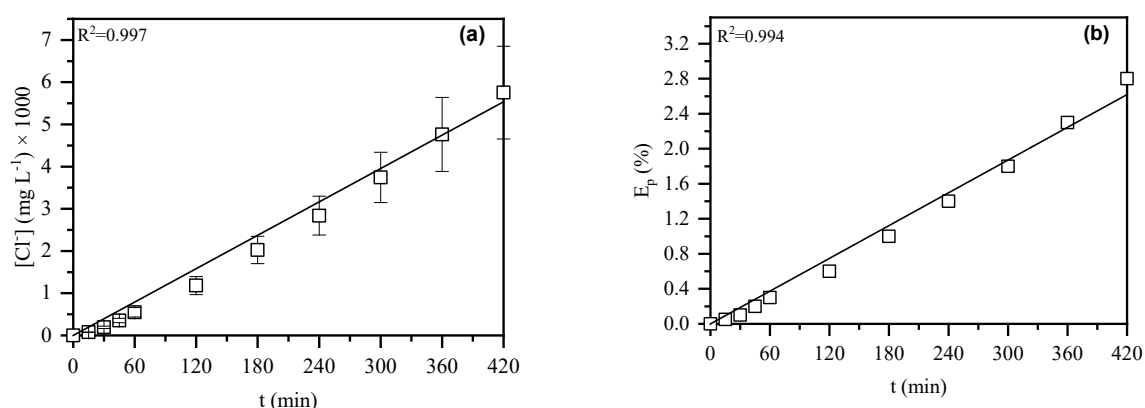 R²=0.997
(a)
7
6
5
4
3
2
1
0
[Cl⁻] (mg L⁻¹) × 1000
0 60 120 180 240 300 360 420
t (min)
R²=0.994
(b)
3.2
2.8
2.4
2.0
1.6
1.2
0.8
0.4
0.0
E_p (%)
0 60 120 180 240 300 360 420
t (min)